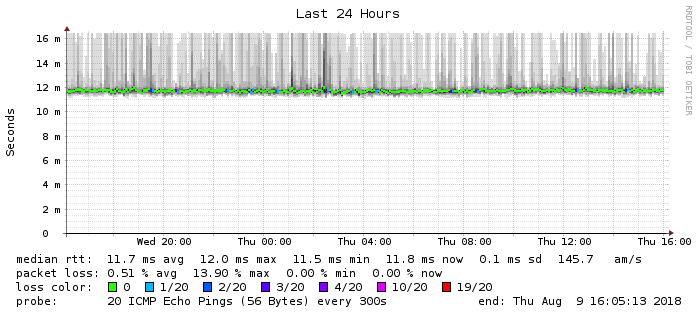 Last 24 Hours
RRDTOOL / TOBI OETIKER
Seconds
16 m
14 m
12 m
10 m
8 m
6 m
4 m
2 m
0
Wed 20:00 Thu 00:00 Thu 04:00 Thu 08:00 Thu 12:00 Thu 16:00
median rtt: 11.7 ms avg 12.0 ms max 11.5 ms min 11.8 ms now 0.1 ms sd 145.7 am/s
packet loss: 0.51 % avg 13.90 % max 0.00 % min 0.00 % now
loss color: 0 1/20 2/20 3/20 4/20 10/20 19/20
probe: 20 ICMP Echo Pings (56 Bytes) every 300s end: Thu Aug 9 16:05:13 2018